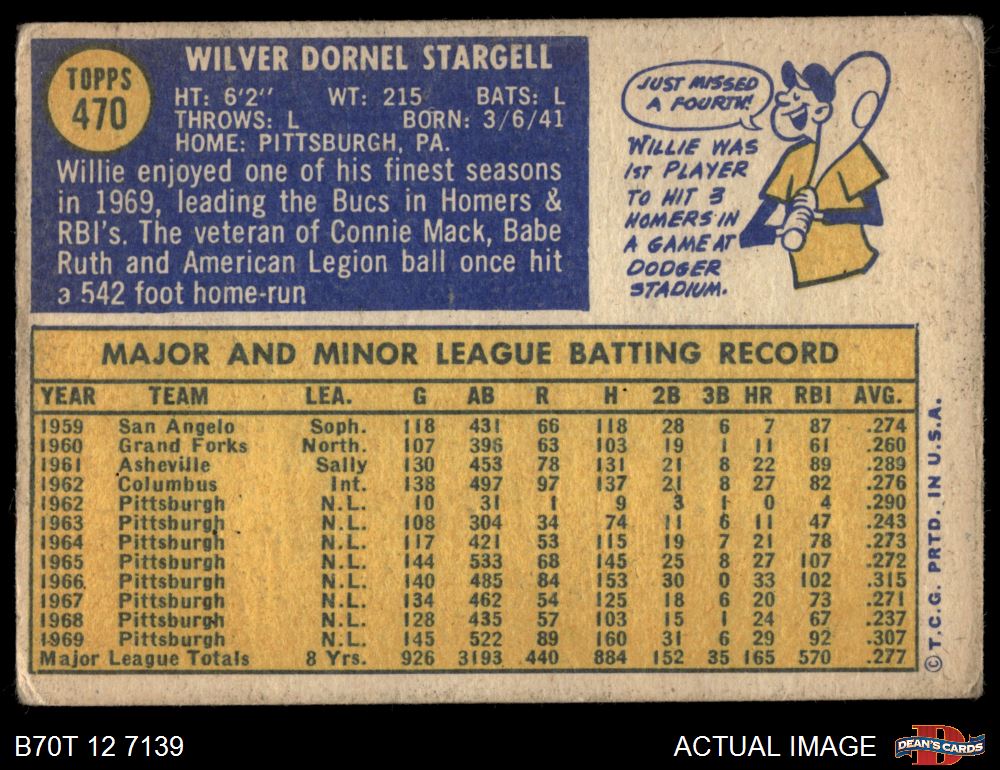 TOPPS
470
WILVER DORNEL STARGELL
HT: 6'2" WT: 215 BATS: L
THROWS: L BORN: 3/6/41
HOME: PITTSBURGH, PA.
Willie enjoyed one of his finest seasons
in 1969, leading the Bucs in Homers &
RBI's. The veteran of Connie Mack, Babe
Ruth and American Legion ball once hit
a 542 foot home-run
JUST MISSED
A FOURTH!
WILLIE WAS
1ST PLAYER
TO HIT 3
HOMERS IN
A GAME AT
DODGER
STADIUM.
MAJOR AND MINOR LEAGUE BATTING RECORD
YEAR TEAM LEA. G AB R H 2B 3B HR RBI AVG.
1959 San Angelo Soph. 118 431 66 118 28 6 7 87 .274
1960 Grand Forks North. 107 396 63 103 19 1 11 61 .260
1961 Asheville Sally 130 453 78 131 21 8 22 89 .289
1962 Columbus Int. 138 497 97 137 21 8 27 82 .276
1962 Pittsburgh N.L. 10 31 1 9 3 1 0 4 .290
1963 Pittsburgh N.L. 108 304 34 74 11 6 11 47 .243
1964 Pittsburgh N.L. 117 421 53 115 19 7 21 78 .273
1965 Pittsburgh N.L. 144 533 68 145 25 8 27 107 .272
1966 Pittsburgh N.L. 140 485 84 153 30 0 33 102 .315
1967 Pittsburgh N.L. 134 462 54 125 18 6 20 73 .271
1968 Pittsburgh N.L. 128 435 57 103 15 1 24 67 .237
1969 Pittsburgh N.L. 145 522 89 160 31 6 29 92 .307
Major League Totals 8 Yrs. 926 3193 440 884 152 35 165 570 .277
© T.C.G. PRTD. IN U.S.A.
B70T 12 7139
ACTUAL IMAGE
D
DEAN'S CARDS